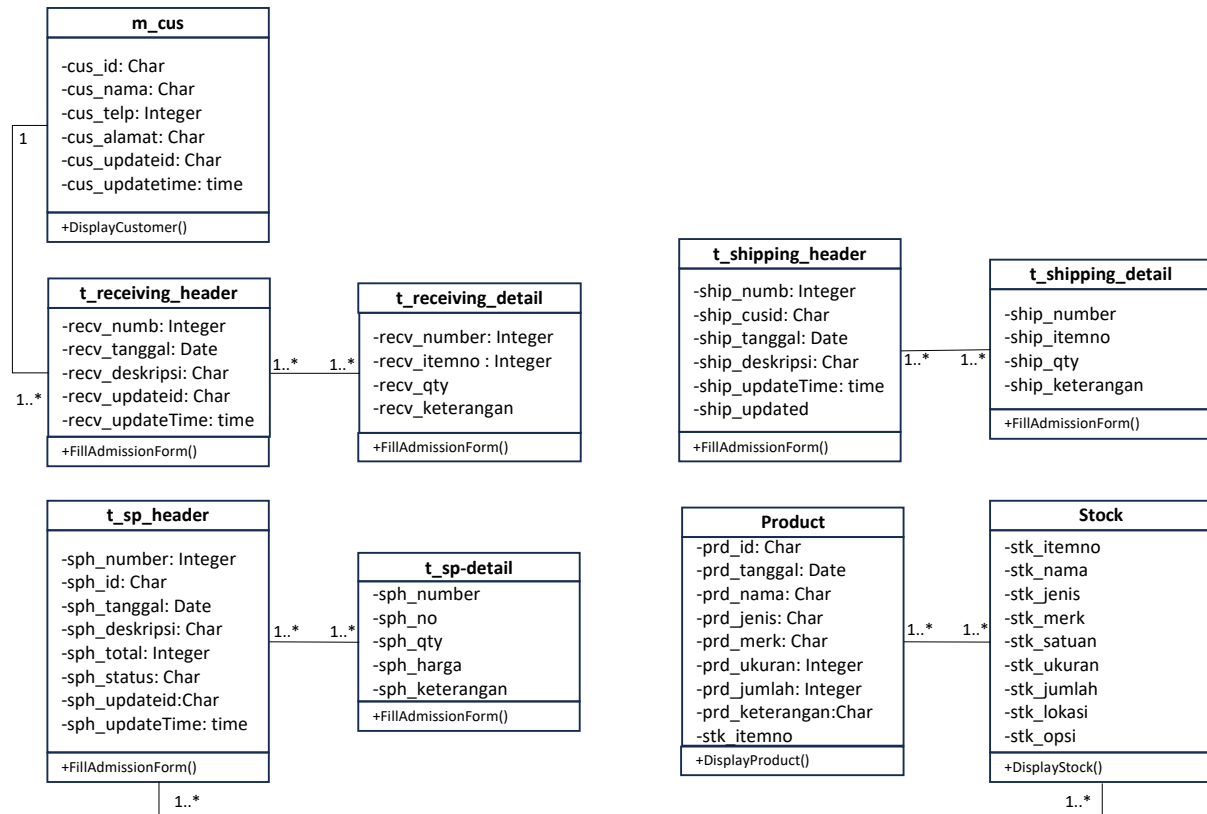 m_cus
-cus_id: Char
-cus_nama: Char
-cus_telp: Integer
-cus_alamat: Char
-cus_updateid: Char
-cus_updatetime: time
+DisplayCustomer()
1
1..*
t_receiving_header
-recv_numb: Integer
-recv_tanggal: Date
-recv_deskripsi: Char
-recv_updateid: Char
-recv_updateTime: time
+FillAdmissionForm()
1..*
1..*
t_receiving_detail
-recv_number: Integer
-recv_itemno : Integer
-recv_qty
-recv_keterangan
+FillAdmissionForm()
t_shipping_header
-ship_numb: Integer
-ship_cusid: Char
-ship_tanggal: Date
-ship_deskripsi: Char
-ship_updateTime: time
-ship_updated
+FillAdmissionForm()
1..*
1..*
t_shipping_detail
-ship_number
-ship_itemno
-ship_qty
-ship_keterangan
+FillAdmissionForm()
t_sp_header
-sph_number: Integer
-sph_id: Char
-sph_tanggal: Date
-sph_deskripsi: Char
-sph_total: Integer
-sph_status: Char
-sph_updateid:Char
-sph_updateTime: time
+FillAdmissionForm()
1..*
1..*
1..*
t_sp-detail
-sph_number
-sph_no
-sph_qty
-sph_harga
-sph_keterangan
+FillAdmissionForm()
Product
-prd_id: Char
-prd_tanggal: Date
-prd_nama: Char
-prd_jenis: Char
-prd_merk: Char
-prd_ukuran: Integer
-prd_jumlah: Integer
-prd_keterangan:Char
-stk_itemno
+DisplayProduct()
1..*
1..*
Stock
-stk_itemno
-stk_nama
-stk_jenis
-stk_merk
-stk_satuan
-stk_ukuran
-stk_jumlah
-stk_lokasi
-stk_opsi
+DisplayStock()
1..*